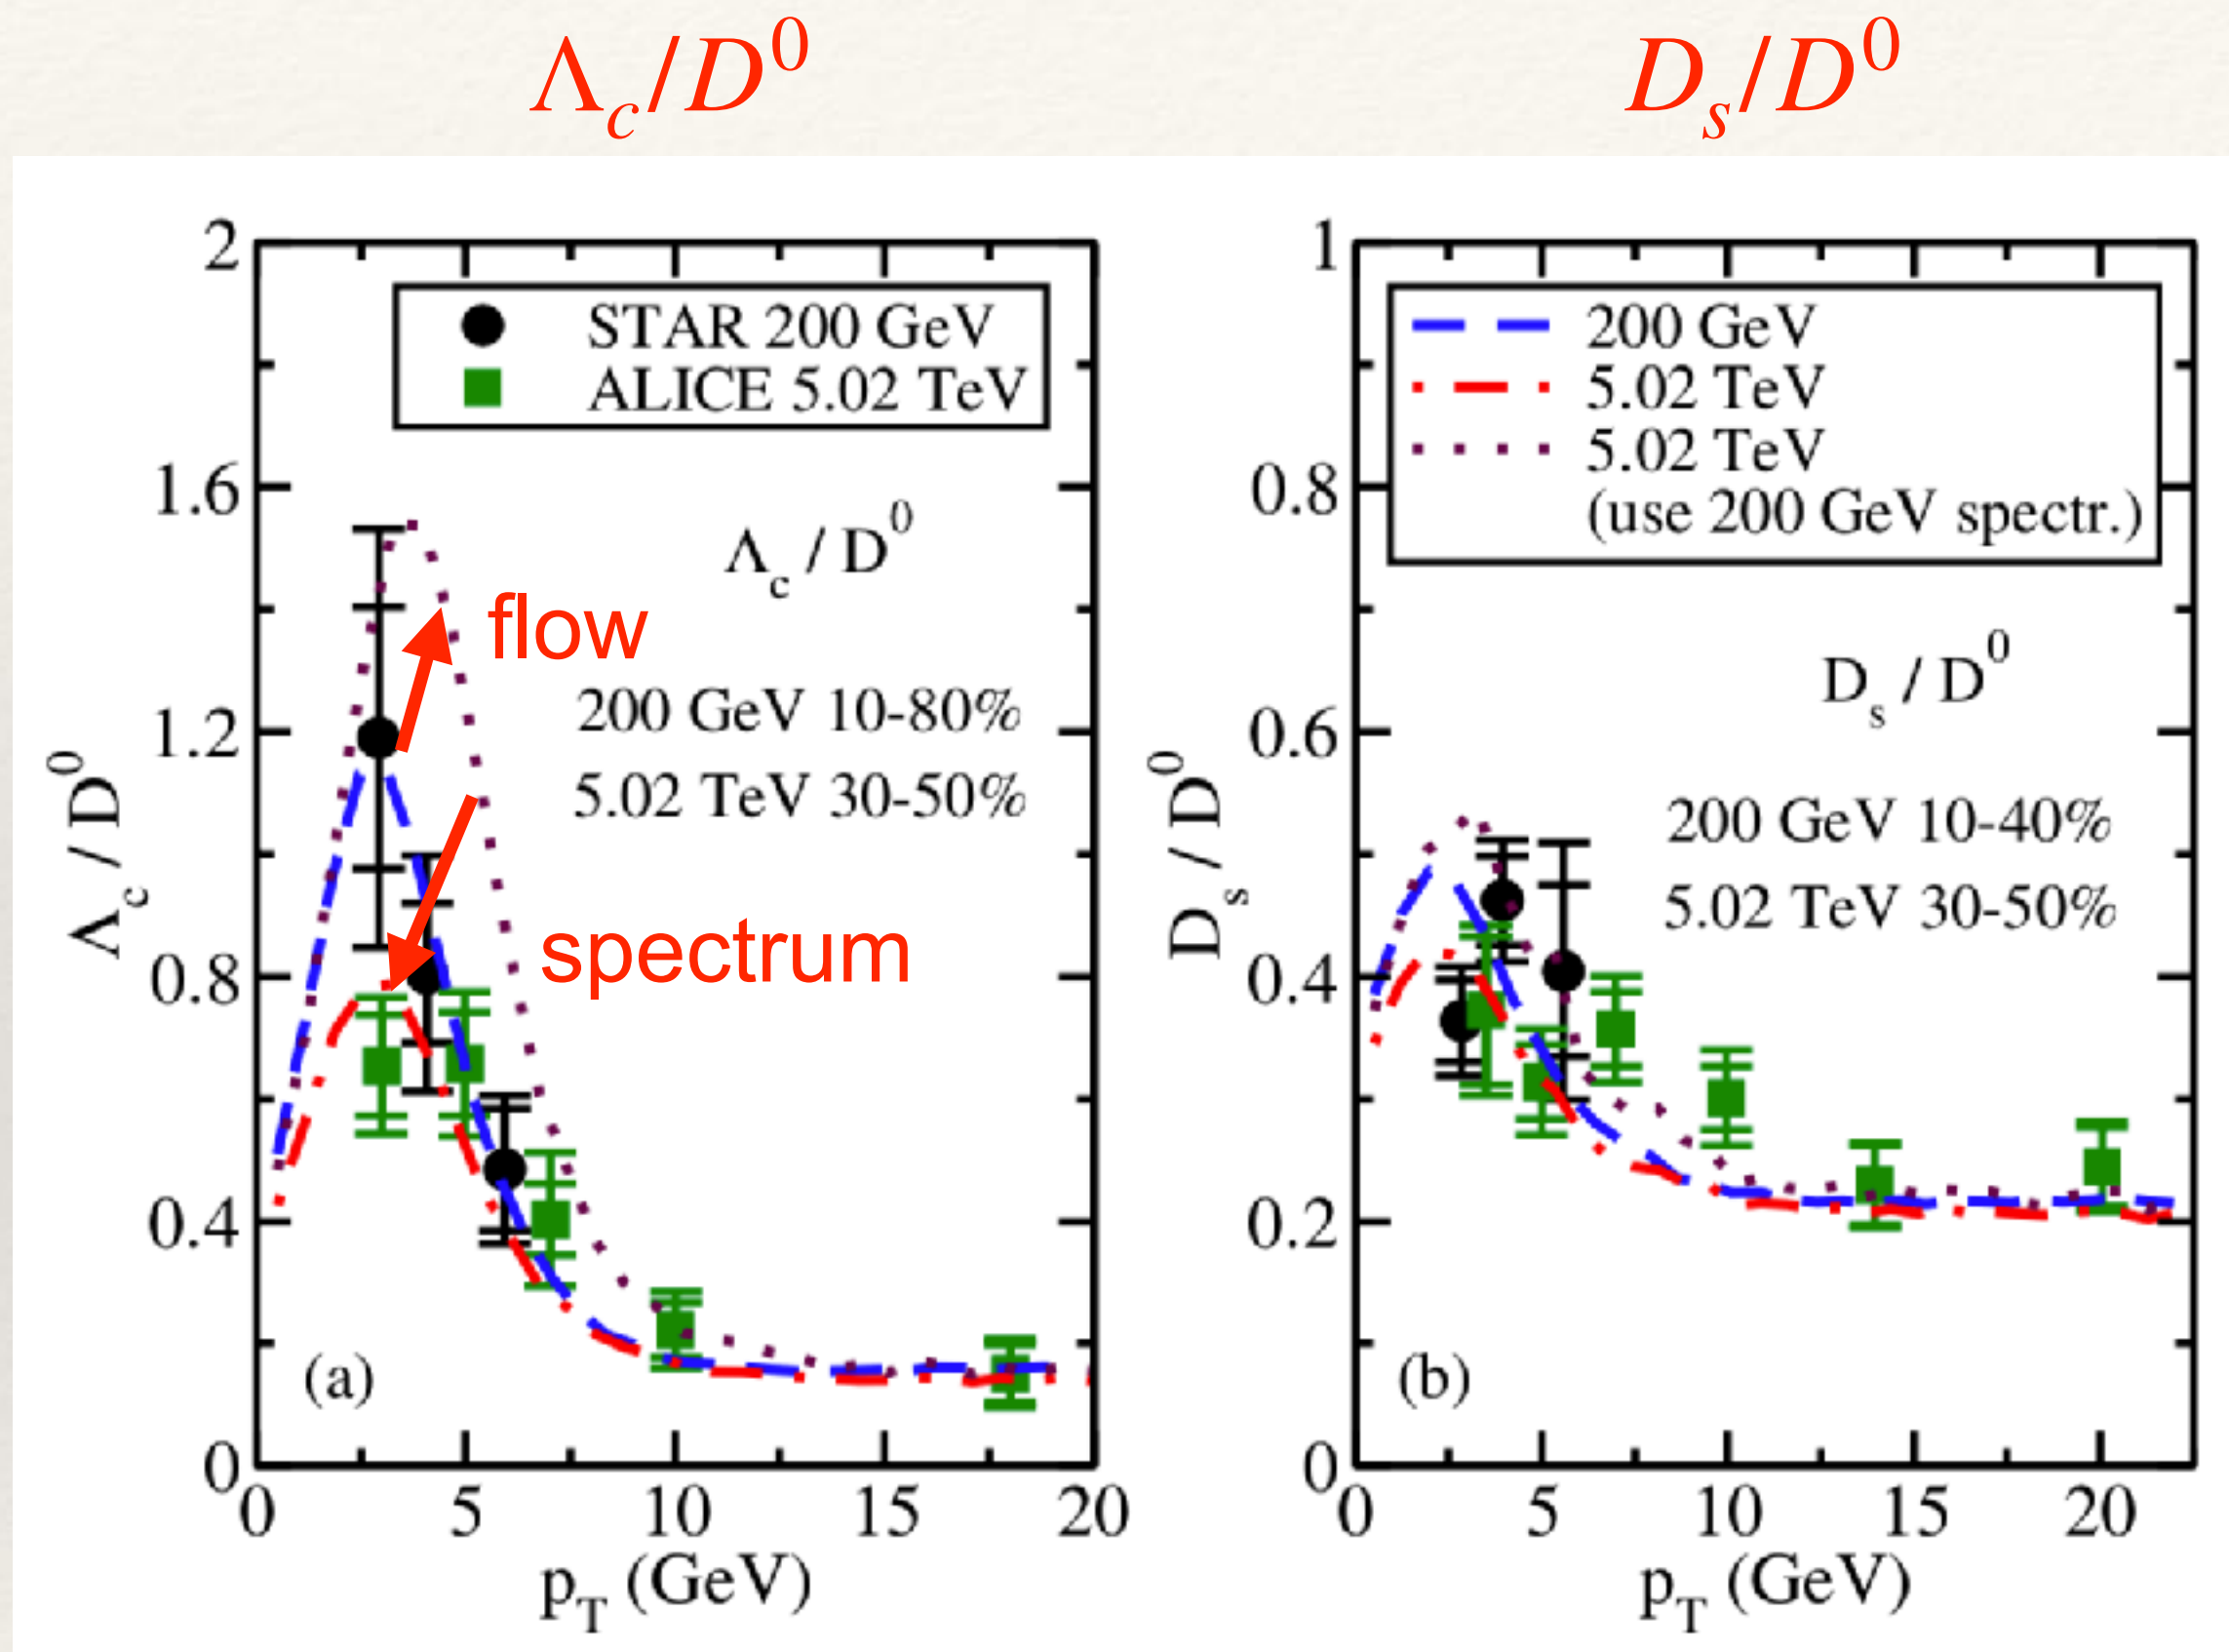 Λc/D⁰
Ds/D⁰
2
1.6
1.2
0.8
0.4
0
Λc / D⁰
STAR 200 GeV
ALICE 5.02 TeV
Λc / D⁰
flow
200 GeV 10-80%
5.02 TeV 30-50%
spectrum
(a)
0 5 10 15 20
pT (GeV)
1
0.8
0.6
0.4
0.2
0
Ds / D⁰
200 GeV
5.02 TeV
5.02 TeV
(use 200 GeV spectr.)
Ds / D⁰
200 GeV 10-40%
5.02 TeV 30-50%
(b)
0 5 10 15 20
pT (GeV)